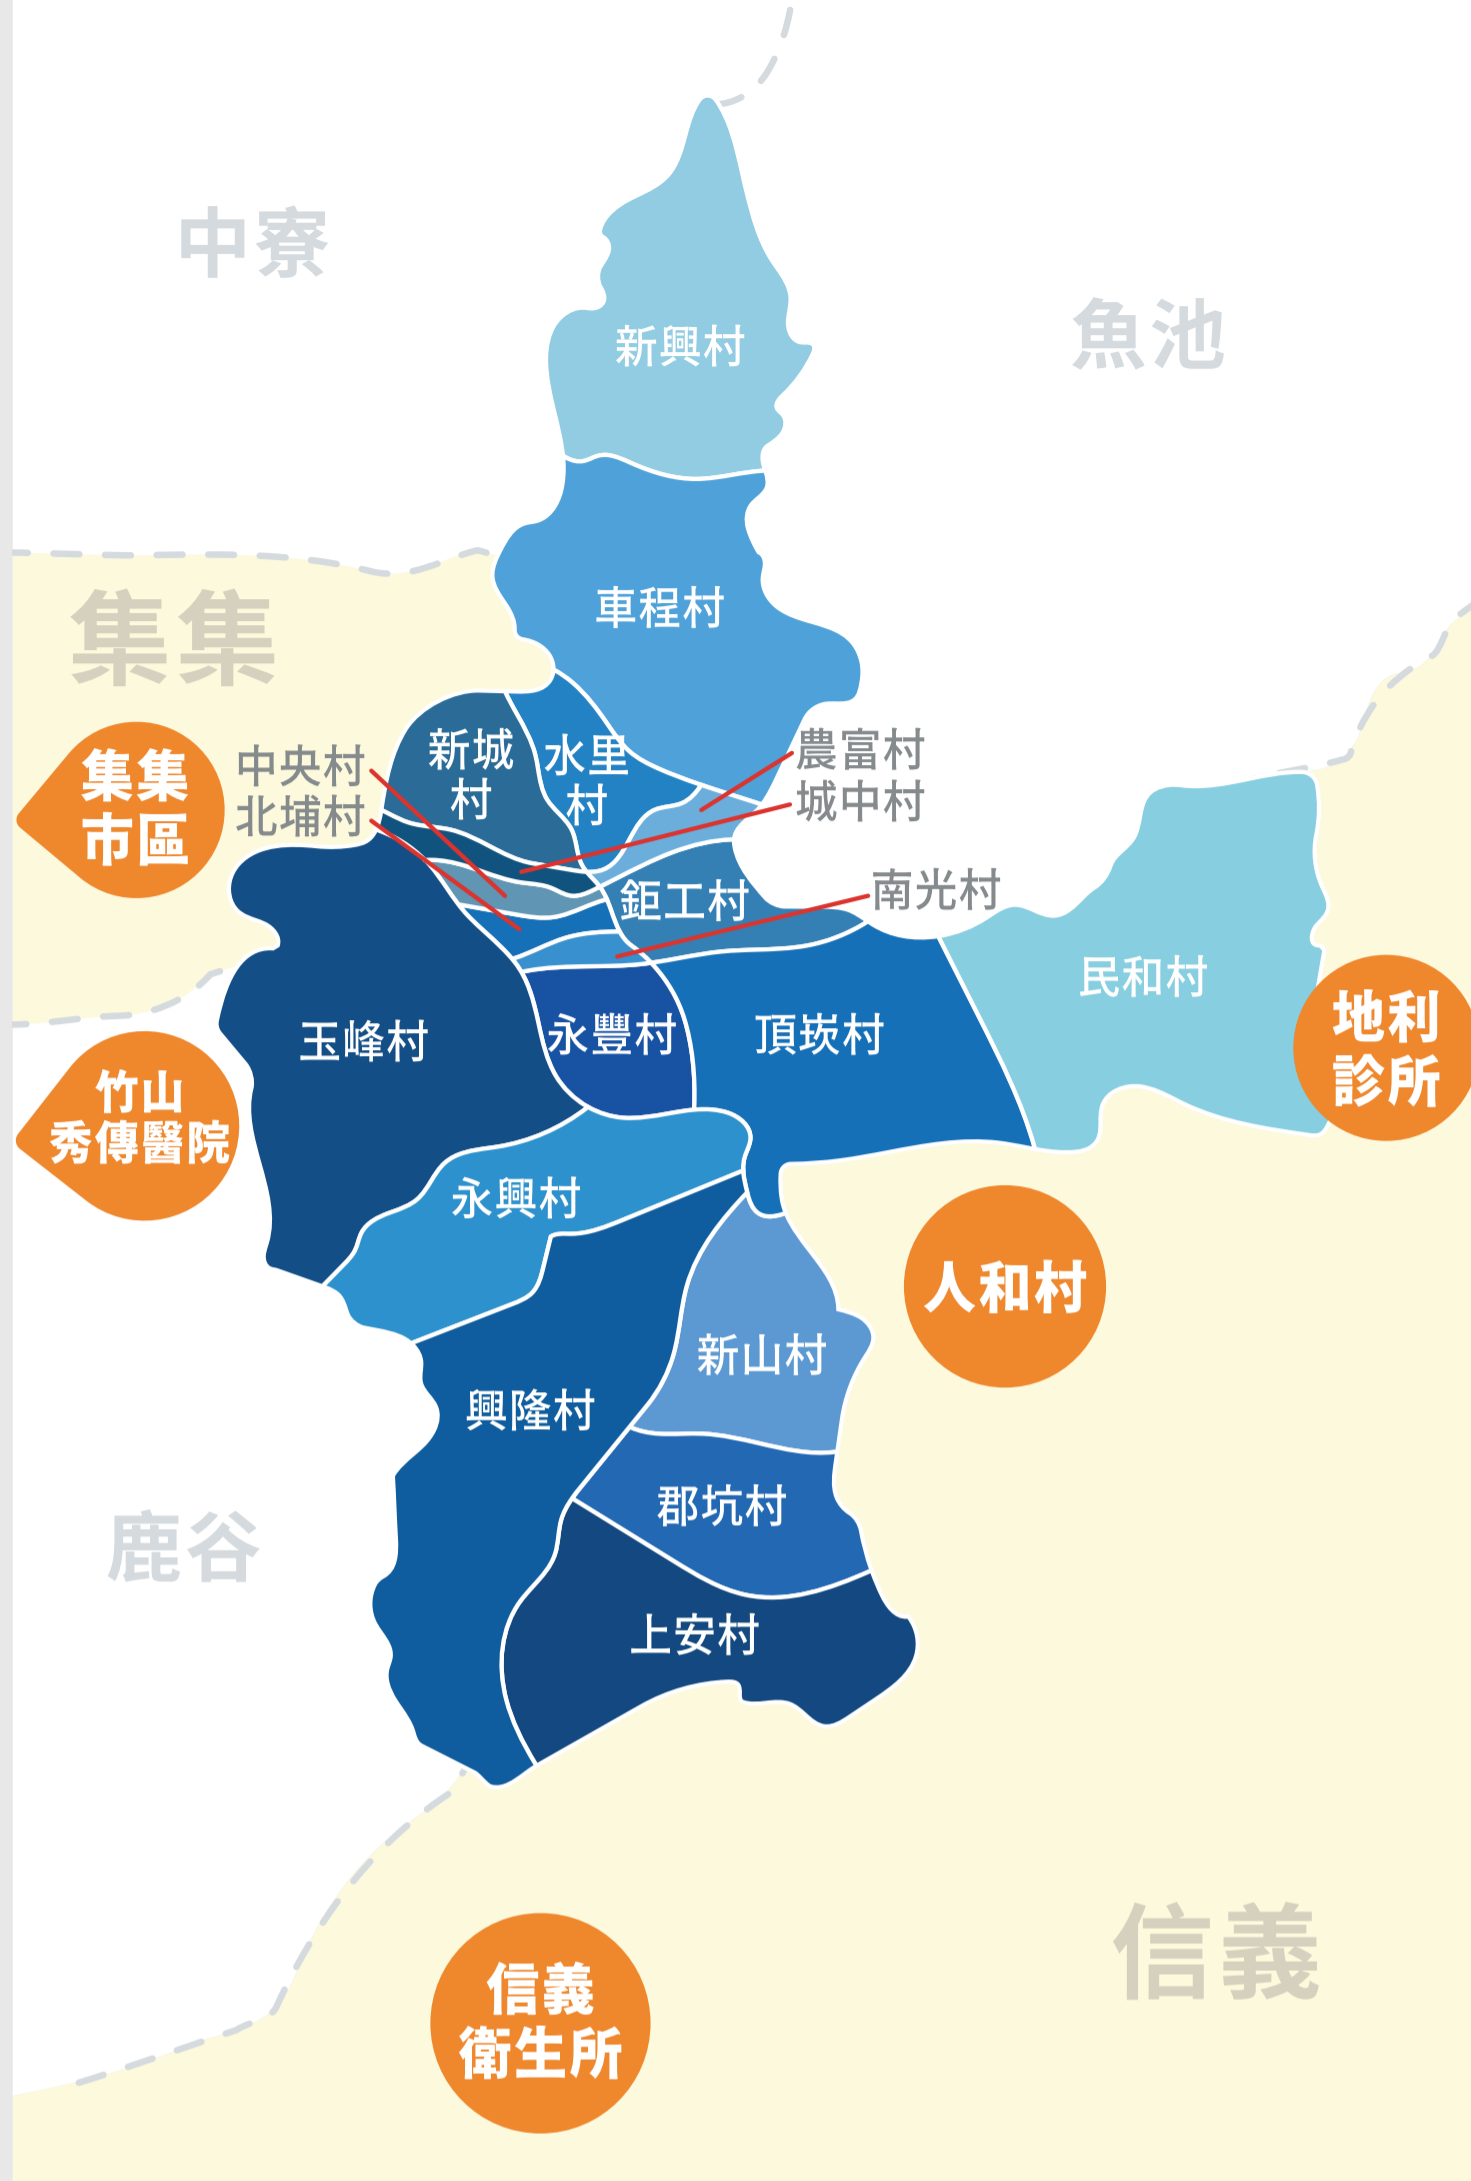 中寮
魚池
新興村
集集
車程村
集集
市區
中央村
北埔村
新城
村
水里
村
農富村
城中村
鉅工村
南光村
民和村
地利
診所
玉峰村
永豐村
頂崁村
竹山
秀傳醫院
永興村
人和村
新山村
興隆村
郡坑村
鹿谷
上安村
信義
信義
衛生所